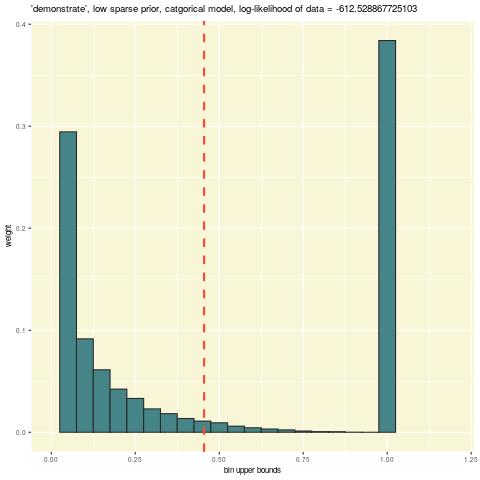 'demonstrate', low sparse prior, catgorical model, log-likelihood of data = -612.528867725103
0.4
0.3
0.2
0.1
0.0
weight
0.00 0.25 0.50 0.75 1.00 1.25
bin upper bounds